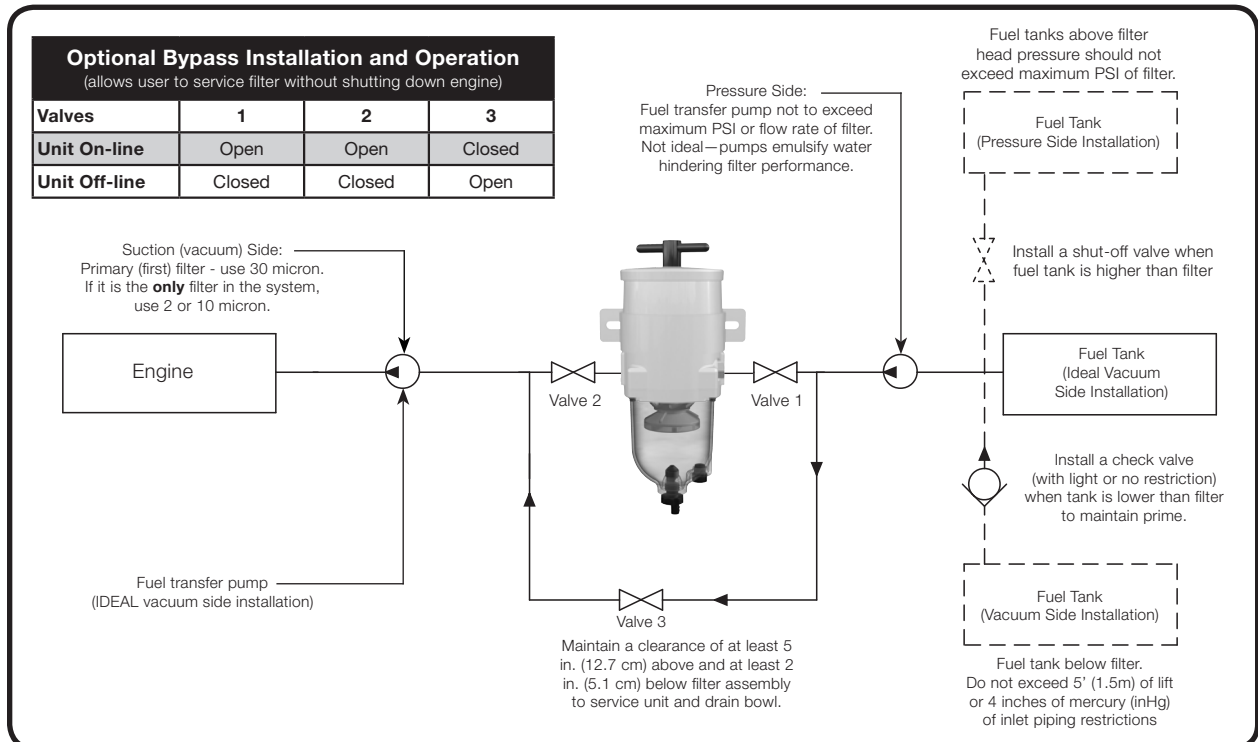 Optional Bypass Installation and Operation
(allows user to service filter without shutting down engine)
Valves 1 2 3
Unit On-line Open Open Closed
Unit Off-line Closed Closed Open
Fuel tanks above filter
head pressure should not
exceed maximum PSI of filter.
Fuel Tank
(Pressure Side Installation)
Pressure Side:
Fuel transfer pump not to exceed
maximum PSI or flow rate of filter.
Not ideal—pumps emulsify water
hindering filter performance.
Suction (vacuum) Side:
Primary (first) filter - use 30 micron.
If it is the only filter in the system,
use 2 or 10 micron.
Install a shut-off valve when
fuel tank is higher than filter
Engine
Valve 2
Valve 1
Fuel Tank
(Ideal Vacuum
Side Installation)
Install a check valve
(with light or no restriction)
when tank is lower than filter
to maintain prime.
Fuel transfer pump
(IDEAL vacuum side installation)
Valve 3
Maintain a clearance of at least 5
in. (12.7 cm) above and at least 2
in. (5.1 cm) below filter assembly
to service unit and drain bowl.
Fuel Tank
(Vacuum Side Installation)
Fuel tank below filter.
Do not exceed 5’ (1.5m) of lift
or 4 inches of mercury (inHg)
of inlet piping restrictions